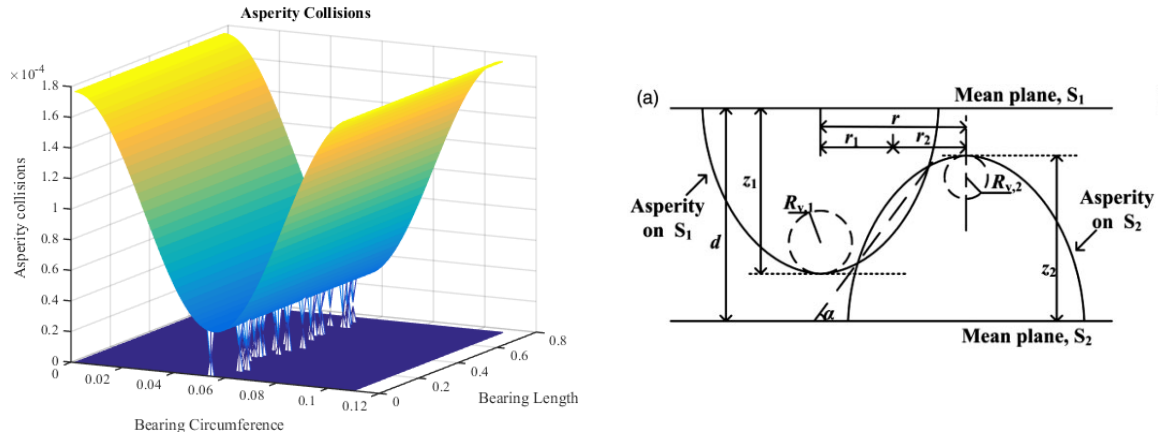 Asperity Collisions
×10⁻⁴
1.8
1.6
1.4
1.2
1
0.8
0.6
0.4
0.2
0
Asperity collisions
0
0.02
0.04
0.06
0.08
0.1
0.12
Bearing Circumference
0
0.2
0.4
0.6
0.8
Bearing Length
(a)
Mean plane, S₁
r
r₁
r₂
z₁
Rᵥ,₁
Rᵥ,₂
Asperity
on S₁
d
Asperity
on S₂
z₂
α
Mean plane, S₂